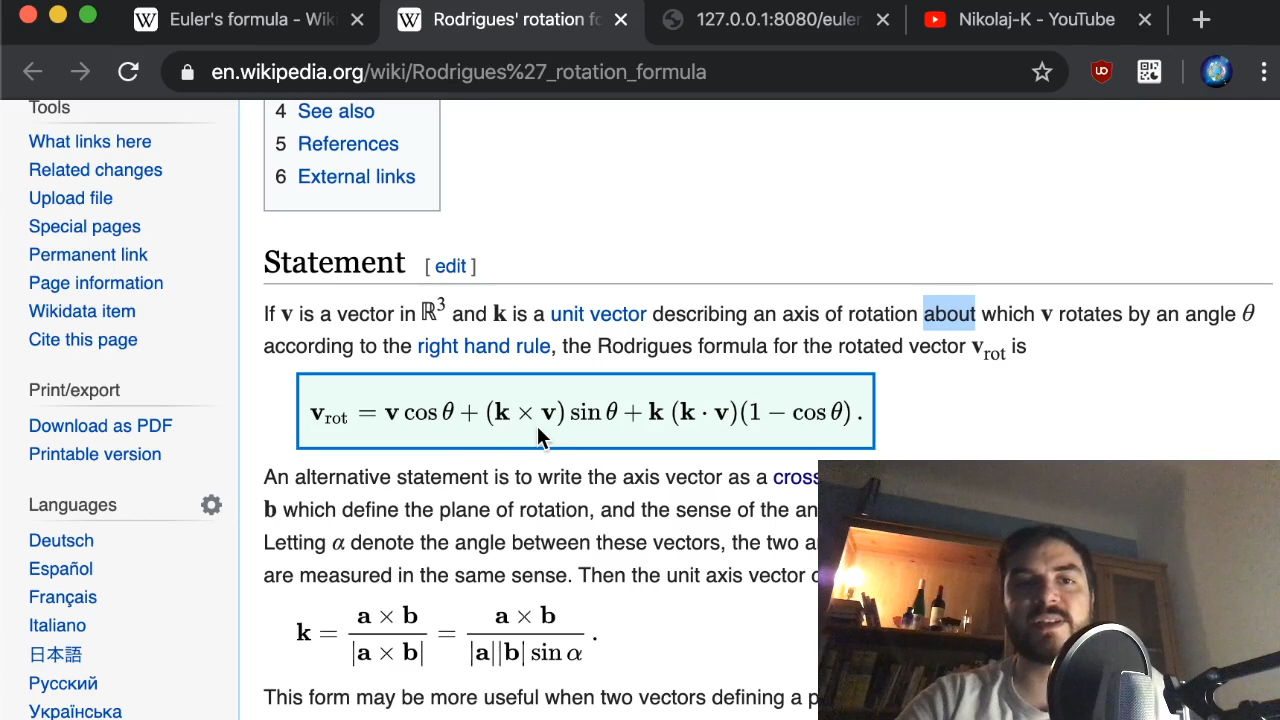 Euler's formula - Wiki
Rodrigues' rotation fo
127.0.0.1:8080/euler
Nikolaj-K - YouTube
en.wikipedia.org/wiki/Rodrigues%27_rotation_formula
Tools
What links here
Related changes
Upload file
Special pages
Permanent link
Page information
Wikidata item
Cite this page
Print/export
Download as PDF
Printable version
Languages
Deutsch
Español
Français
Italiano
日本語
Русский
Українська
4 See also
5 References
6 External links
Statement [ edit ]
If v is a vector in ℝ³ and k is a unit vector describing an axis of rotation about which v rotates by an angle θ
according to the right hand rule, the Rodrigues formula for the rotated vector v_rot is
v_rot = v cos θ + (k × v) sin θ + k (k · v)(1 − cos θ) .
An alternative statement is to write the axis vector as a cross
b which define the plane of rotation, and the sense of the an
Letting α denote the angle between these vectors, the two a
are measured in the same sense. Then the unit axis vector c
k = a × b / |a × b| = a × b / |a||b| sin α .
This form may be more useful when two vectors defining a p